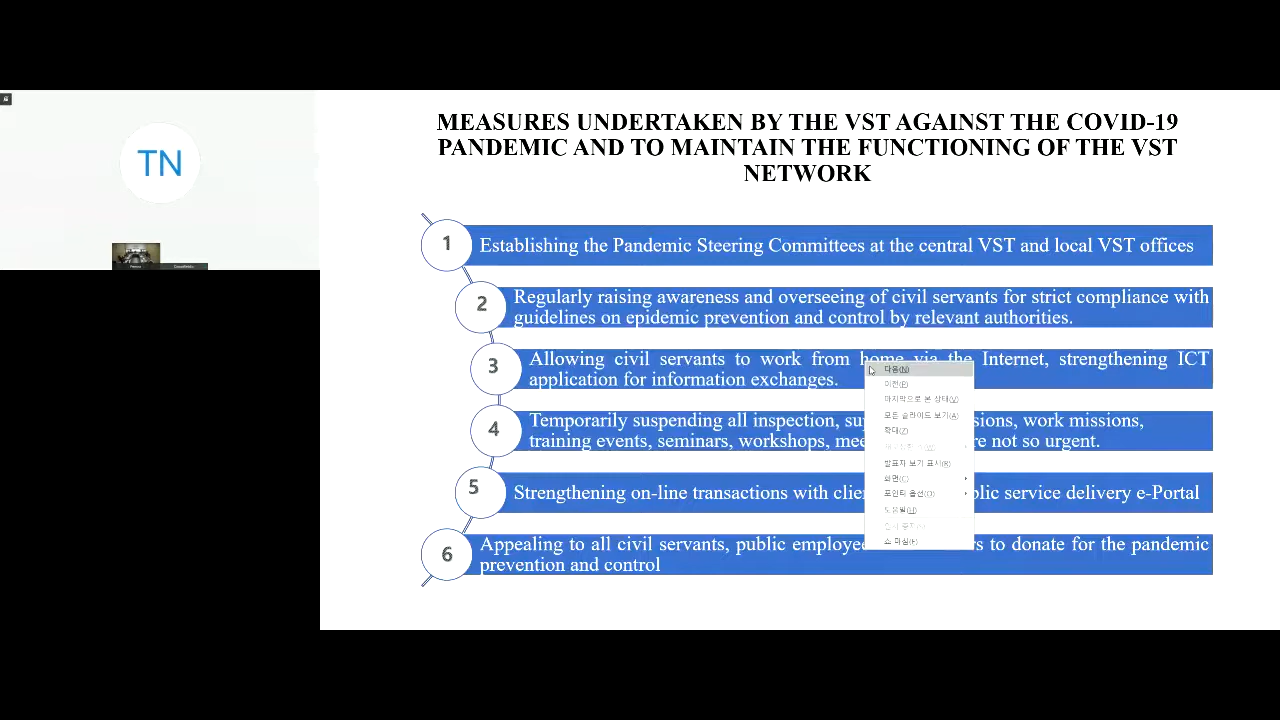 TN
MEASURES UNDERTAKEN BY THE VST AGAINST THE COVID-19
PANDEMIC AND TO MAINTAIN THE FUNCTIONING OF THE VST
NETWORK
1
Establishing the Pandemic Steering Committees at the central VST and local VST offices
2
Regularly raising awareness and overseeing of civil servants for strict compliance with
guidelines on epidemic prevention and control by relevant authorities.
3
Allowing civil servants to work from home via the Internet, strengthening ICT
application for information exchanges.
4
Temporarily suspending all inspection, work missions,
training events, seminars, workshops, not so urgent.
5
Strengthening on-line transactions with service delivery e-Portal
6
Appealing to all civil servants, public to donate for the pandemic
prevention and control
다음(N)
이전(P)
마지막으로 본 상태(V)
모든 슬라이드 보기(A)
확대(Z)
발표자 보기 표시(R)
화면(C)
포인터 옵션(O)
도움말(H)
쇼 마침(E)